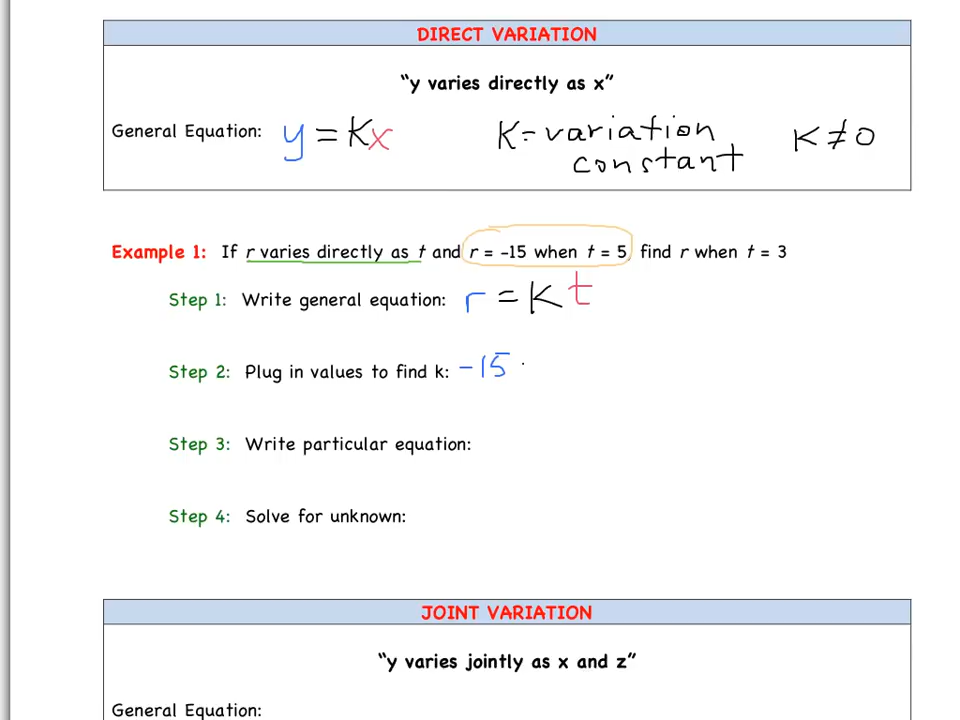 DIRECT VARIATION
“y varies directly as x”
General Equation: y = Kx K = variation constant K ≠ 0
Example 1: If r varies directly as t and r = -15 when t = 5, find r when t = 3
Step 1: Write general equation: r = K t
Step 2: Plug in values to find k: -15
Step 3: Write particular equation:
Step 4: Solve for unknown:
JOINT VARIATION
“y varies jointly as x and z”
General Equation: